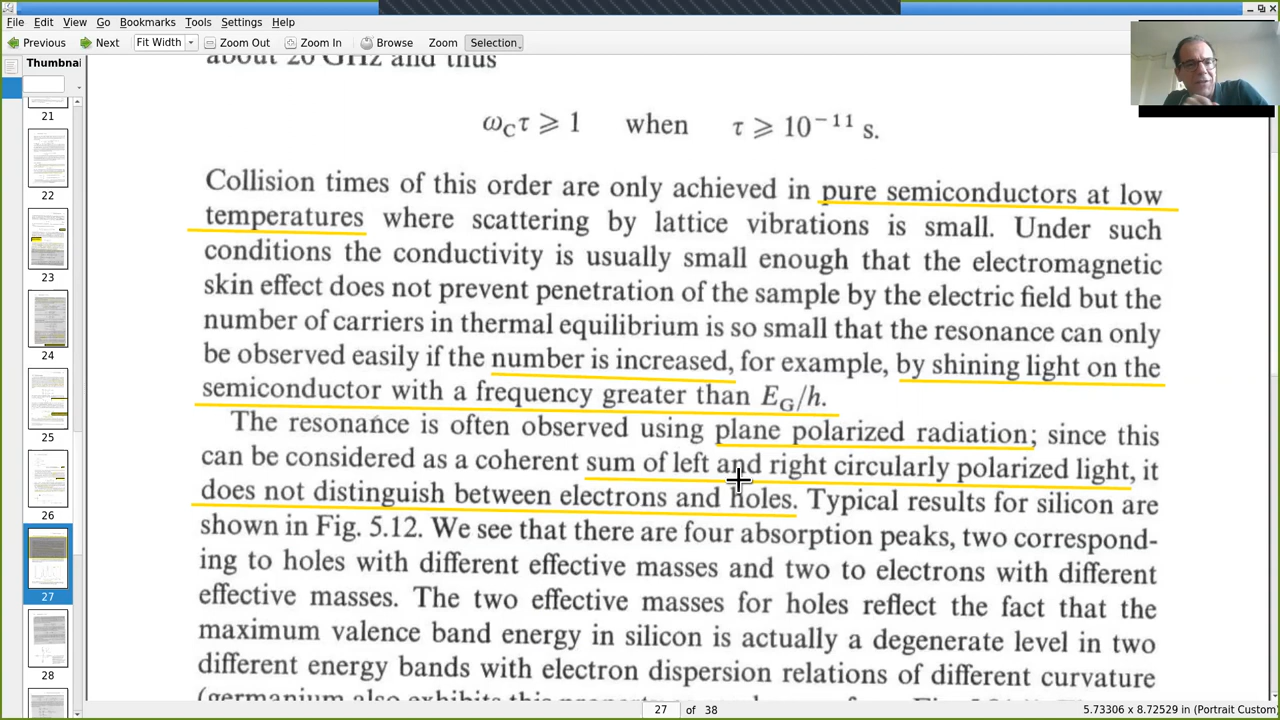 File Edit View Go Bookmarks Tools Settings Help
Previous Next Fit Width Zoom Out Zoom In Browse Zoom Selection
Thumbnai
21
22
23
24
25
26
27
28
about 20 GHz and thus
ω_Cτ ⩾ 1 when τ ⩾ 10⁻¹¹ s.
Collision times of this order are only achieved in pure semiconductors at low
temperatures where scattering by lattice vibrations is small. Under such
conditions the conductivity is usually small enough that the electromagnetic
skin effect does not prevent penetration of the sample by the electric field but the
number of carriers in thermal equilibrium is so small that the resonance can only
be observed easily if the number is increased, for example, by shining light on the
semiconductor with a frequency greater than E_G/h.
The resonance is often observed using plane polarized radiation; since this
can be considered as a coherent sum of left and right circularly polarized light, it
does not distinguish between electrons and holes. Typical results for silicon are
shown in Fig. 5.12. We see that there are four absorption peaks, two correspond-
ing to holes with different effective masses and two to electrons with different
effective masses. The two effective masses for holes reflect the fact that the
maximum valence band energy in silicon is actually a degenerate level in two
different energy bands with electron dispersion relations of different curvature
(germanium also exhibits this
27 of 38
5.73306 x 8.72529 in (Portrait Custom